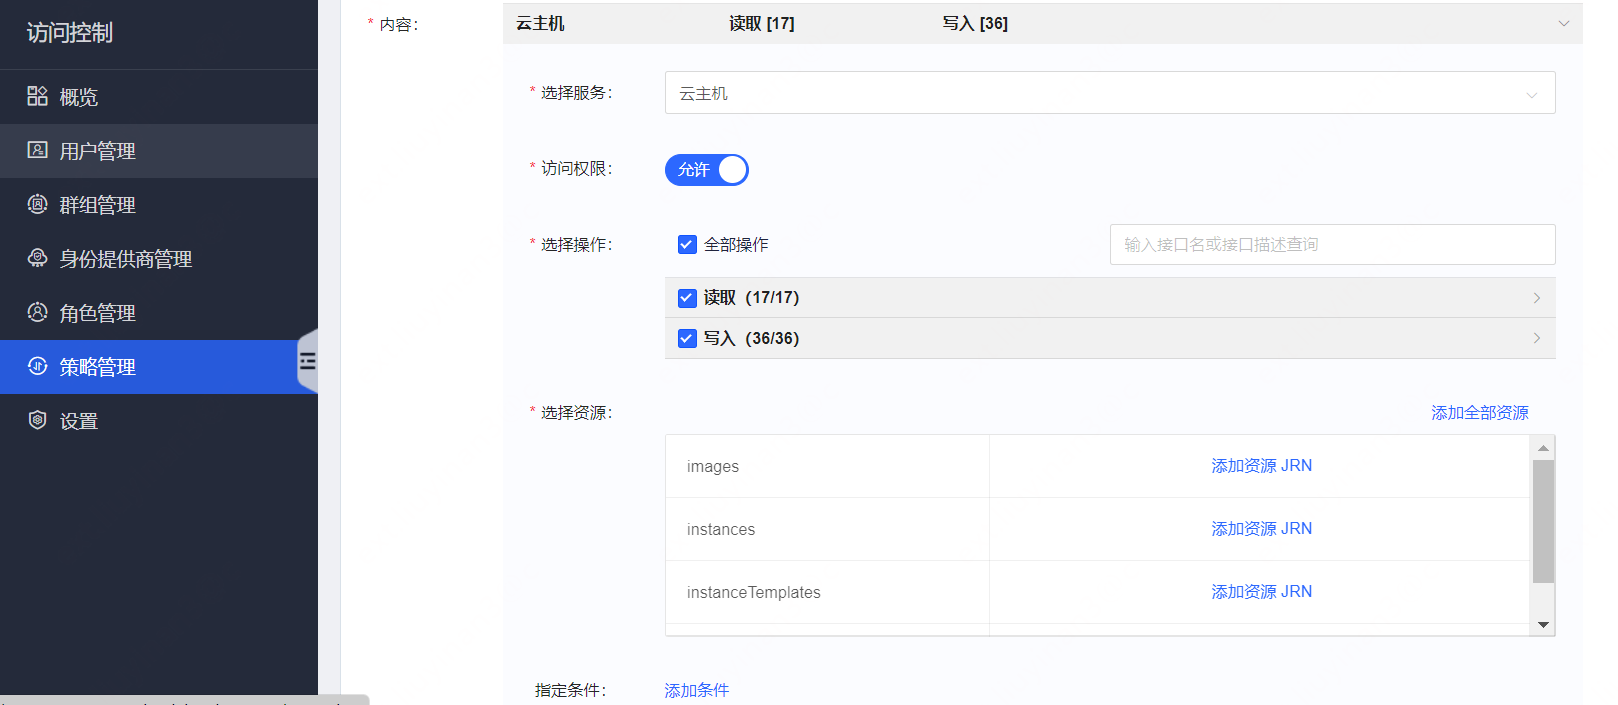 访问控制
概览
用户管理
群组管理
身份提供商管理
角色管理
策略管理
设置
* 内容:
云主机 读取 [17] 写入 [36]
* 选择服务: 云主机
* 访问权限: 允许
* 选择操作: 全部操作 输入接口名或接口描述查询
读取（17/17）
写入（36/36）
* 选择资源: 添加全部资源
images 添加资源 JRN
instances 添加资源 JRN
instanceTemplates 添加资源 JRN
指定条件: 添加条件